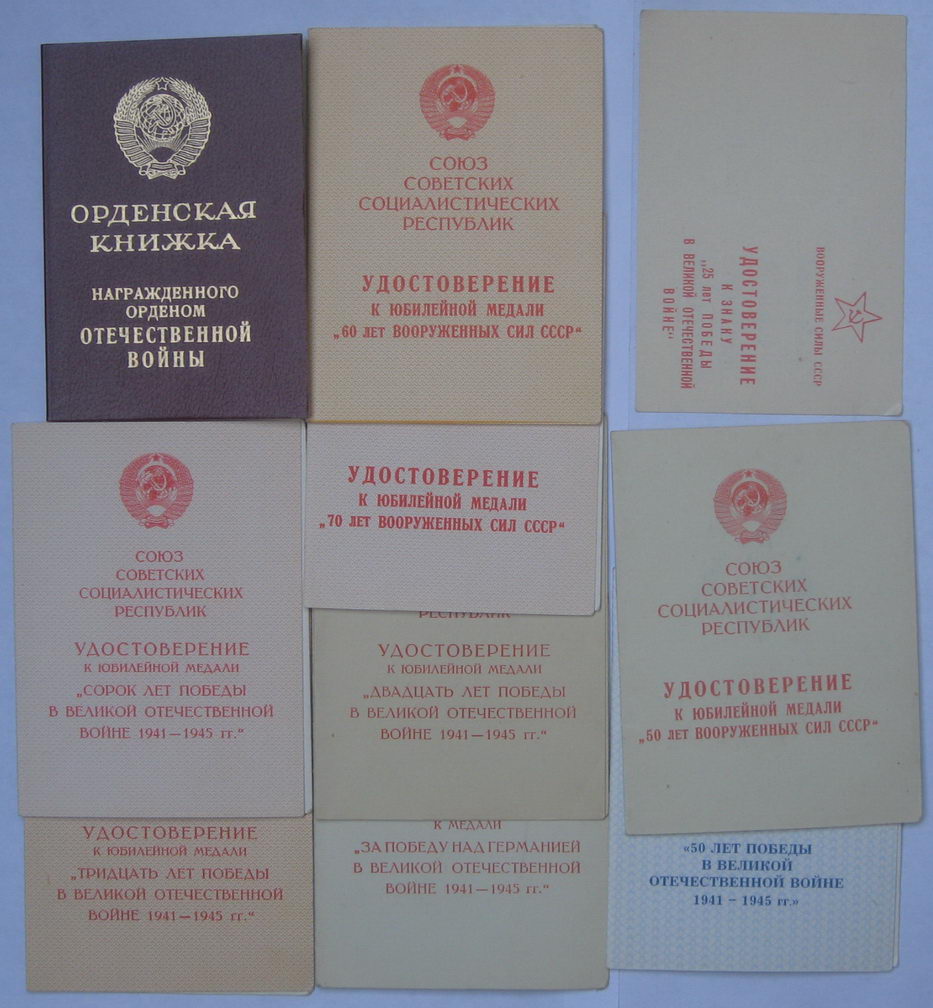 ОРДЕНСКАЯ
КНИЖКА
НАГРАЖДЕННОГО
ОРДЕНОМ
ОТЕЧЕСТВЕННОЙ
ВОЙНЫ
СОЮЗ
СОВЕТСКИХ
СОЦИАЛИСТИЧЕСКИХ
РЕСПУБЛИК
УДОСТОВЕРЕНИЕ
К ЮБИЛЕЙНОЙ МЕДАЛИ
„60 ЛЕТ ВООРУЖЕННЫХ СИЛ СССР“
ВООРУЖЕННЫЕ СИЛЫ СССР
УДОСТОВЕРЕНИЕ
К ЗНАКУ
„25 лет ПОБЕДЫ
В ВЕЛИКОЙ ОТЕЧЕСТВЕННОЙ
ВОЙНЕ“
СОЮЗ
СОВЕТСКИХ
СОЦИАЛИСТИЧЕСКИХ
РЕСПУБЛИК
УДОСТОВЕРЕНИЕ
К ЮБИЛЕЙНОЙ МЕДАЛИ
„СОРОК ЛЕТ ПОБЕДЫ
В ВЕЛИКОЙ ОТЕЧЕСТВЕННОЙ
ВОЙНЕ 1941—1945 гг.“
УДОСТОВЕРЕНИЕ
К ЮБИЛЕЙНОЙ МЕДАЛИ
„70 ЛЕТ ВООРУЖЕННЫХ СИЛ СССР“
РЕСПУБЛИК
УДОСТОВЕРЕНИЕ
К ЮБИЛЕЙНОЙ МЕДАЛИ
„ДВАДЦАТЬ ЛЕТ ПОБЕДЫ
В ВЕЛИКОЙ ОТЕЧЕСТВЕННОЙ
ВОЙНЕ 1941—1945 гг.“
СОЮЗ
СОВЕТСКИХ
СОЦИАЛИСТИЧЕСКИХ
РЕСПУБЛИК
УДОСТОВЕРЕНИЕ
К ЮБИЛЕЙНОЙ МЕДАЛИ
„50 ЛЕТ ВООРУЖЕННЫХ СИЛ СССР“
УДОСТОВЕРЕНИЕ
К ЮБИЛЕЙНОЙ МЕДАЛИ
„ТРИДЦАТЬ ЛЕТ ПОБЕДЫ
В ВЕЛИКОЙ ОТЕЧЕСТВЕННОЙ
ВОЙНЕ 1941—1945 гг.“
К МЕДАЛИ
„ЗА ПОБЕДУ НАД ГЕРМАНИЕЙ
В ВЕЛИКОЙ ОТЕЧЕСТВЕННОЙ
ВОЙНЕ 1941—1945 гг.“
«50 ЛЕТ ПОБЕДЫ
В ВЕЛИКОЙ
ОТЕЧЕСТВЕННОЙ ВОЙНЕ
1941 – 1945 гг.»